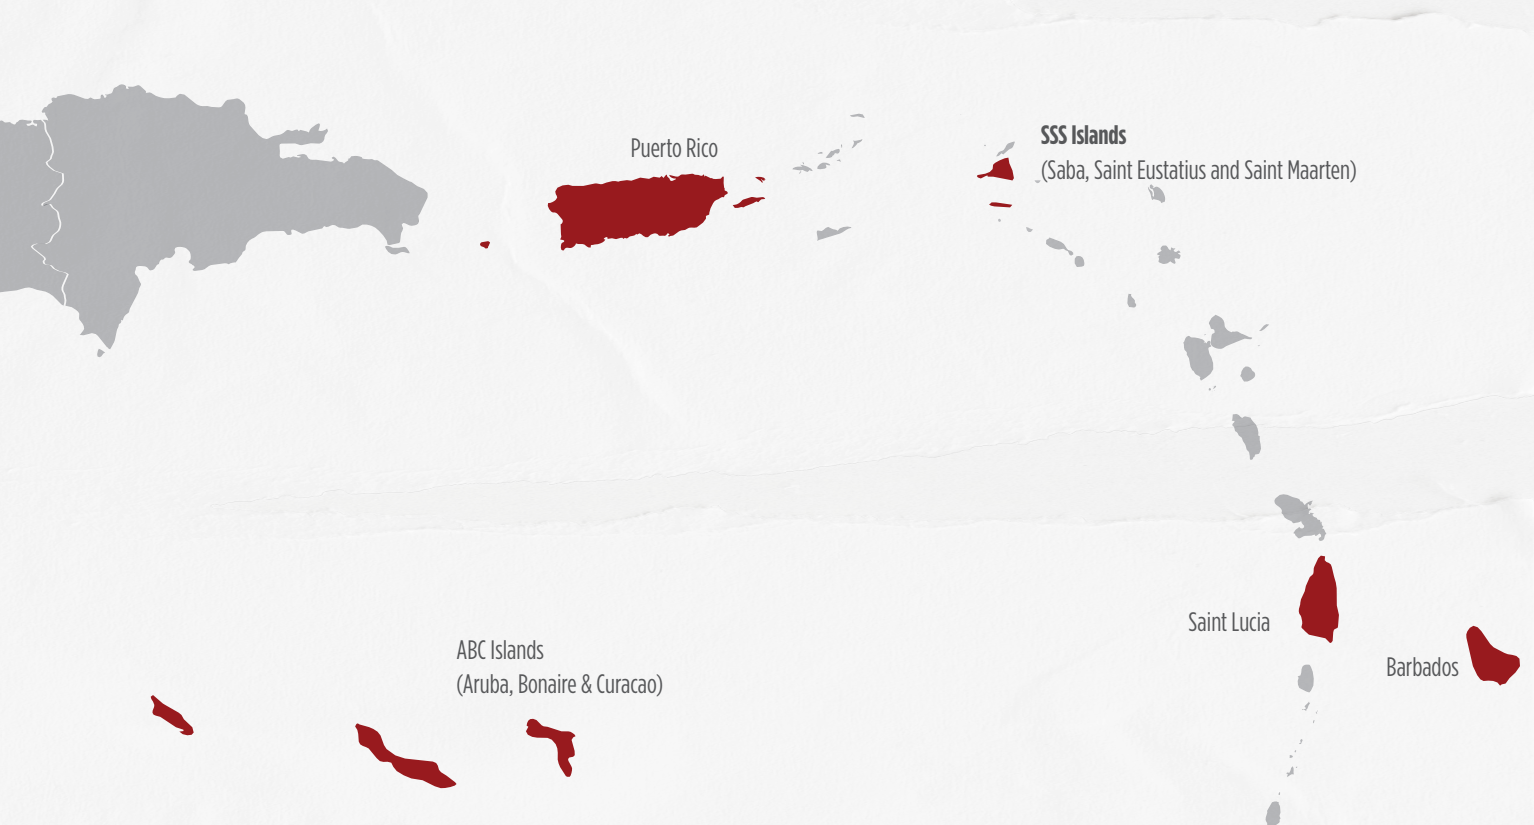 Puerto Rico
SSS Islands
(Saba, Saint Eustatius and Saint Maarten)
Saint Lucia
Barbados
ABC Islands
(Aruba, Bonaire & Curacao)